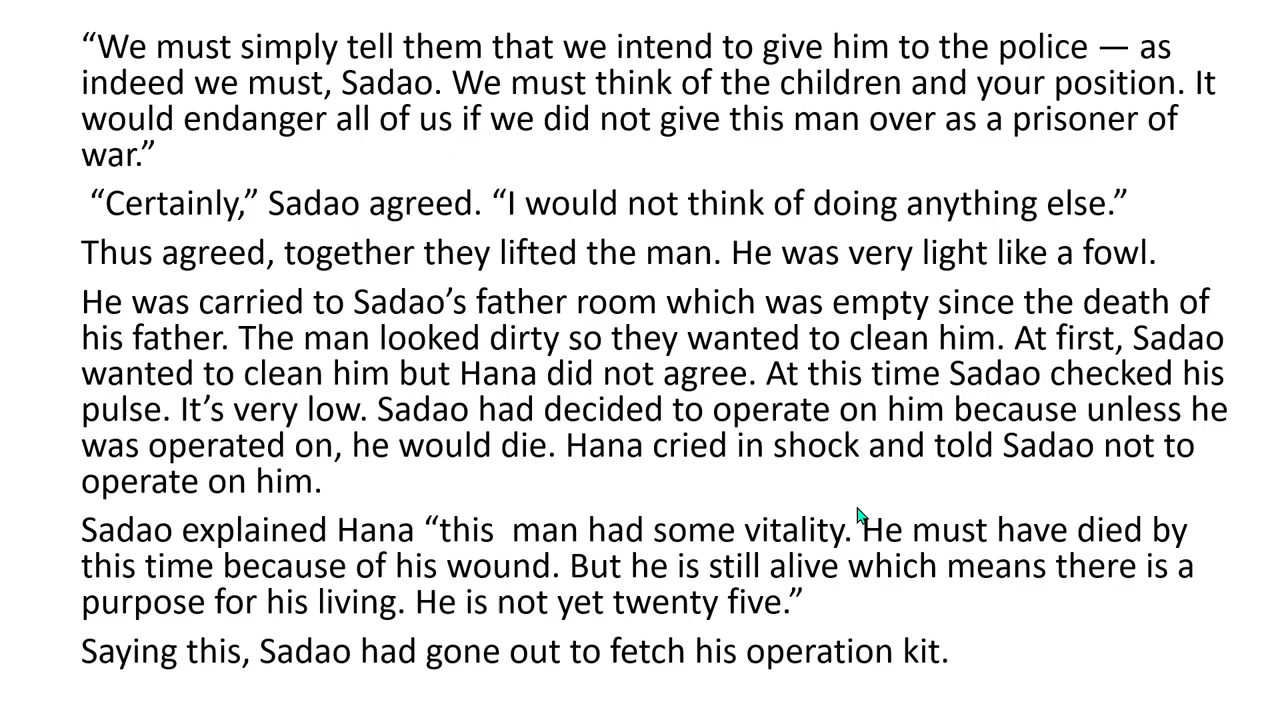 “We must simply tell them that we intend to give him to the police — as
indeed we must, Sadao. We must think of the children and your position. It
would endanger all of us if we did not give this man over as a prisoner of
war.”
“Certainly,” Sadao agreed. “I would not think of doing anything else.”
Thus agreed, together they lifted the man. He was very light like a fowl.
He was carried to Sadao’s father room which was empty since the death of
his father. The man looked dirty so they wanted to clean him. At first, Sadao
wanted to clean him but Hana did not agree. At this time Sadao checked his
pulse. It’s very low. Sadao had decided to operate on him because unless he
was operated on, he would die. Hana cried in shock and told Sadao not to
operate on him.
Sadao explained Hana “this  man had some vitality. He must have died by
this time because of his wound. But he is still alive which means there is a
purpose for his living. He is not yet twenty five.”
Saying this, Sadao had gone out to fetch his operation kit.